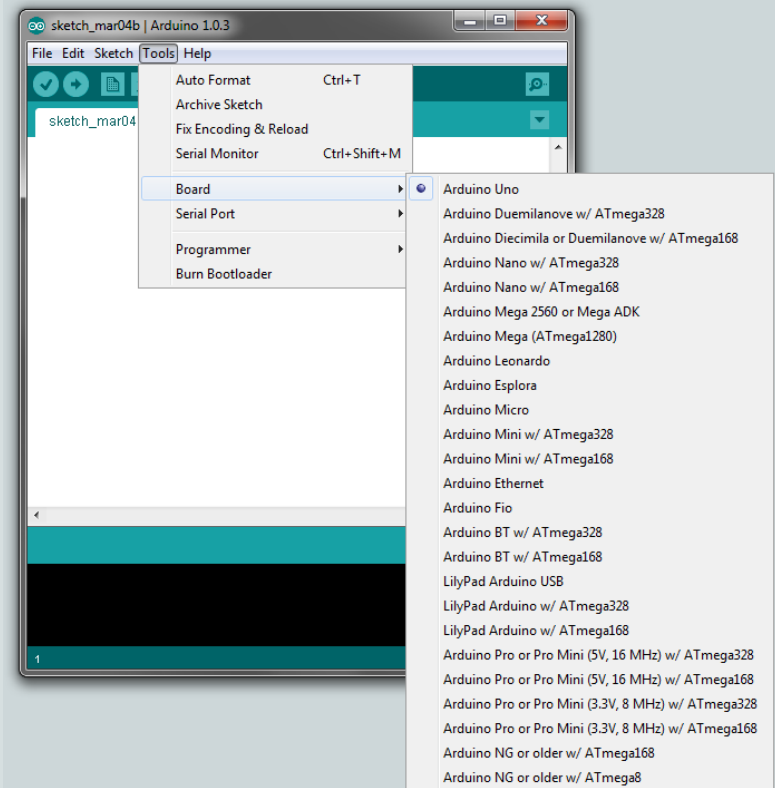 sketch_mar04b | Arduino 1.0.3
File Edit Sketch Tools Help
sketch_mar04
Auto Format Ctrl+T
Archive Sketch
Fix Encoding & Reload
Serial Monitor Ctrl+Shift+M
Board
Serial Port
Programmer
Burn Bootloader
Arduino Uno
Arduino Duemilanove w/ ATmega328
Arduino Diecimila or Duemilanove w/ ATmega168
Arduino Nano w/ ATmega328
Arduino Nano w/ ATmega168
Arduino Mega 2560 or Mega ADK
Arduino Mega (ATmega1280)
Arduino Leonardo
Arduino Esplora
Arduino Micro
Arduino Mini w/ ATmega328
Arduino Mini w/ ATmega168
Arduino Ethernet
Arduino Fio
Arduino BT w/ ATmega328
Arduino BT w/ ATmega168
LilyPad Arduino USB
LilyPad Arduino w/ ATmega328
LilyPad Arduino w/ ATmega168
Arduino Pro or Pro Mini (5V, 16 MHz) w/ ATmega328
Arduino Pro or Pro Mini (5V, 16 MHz) w/ ATmega168
Arduino Pro or Pro Mini (3.3V, 8 MHz) w/ ATmega328
Arduino Pro or Pro Mini (3.3V, 8 MHz) w/ ATmega168
Arduino NG or older w/ ATmega168
Arduino NG or older w/ ATmega8
1